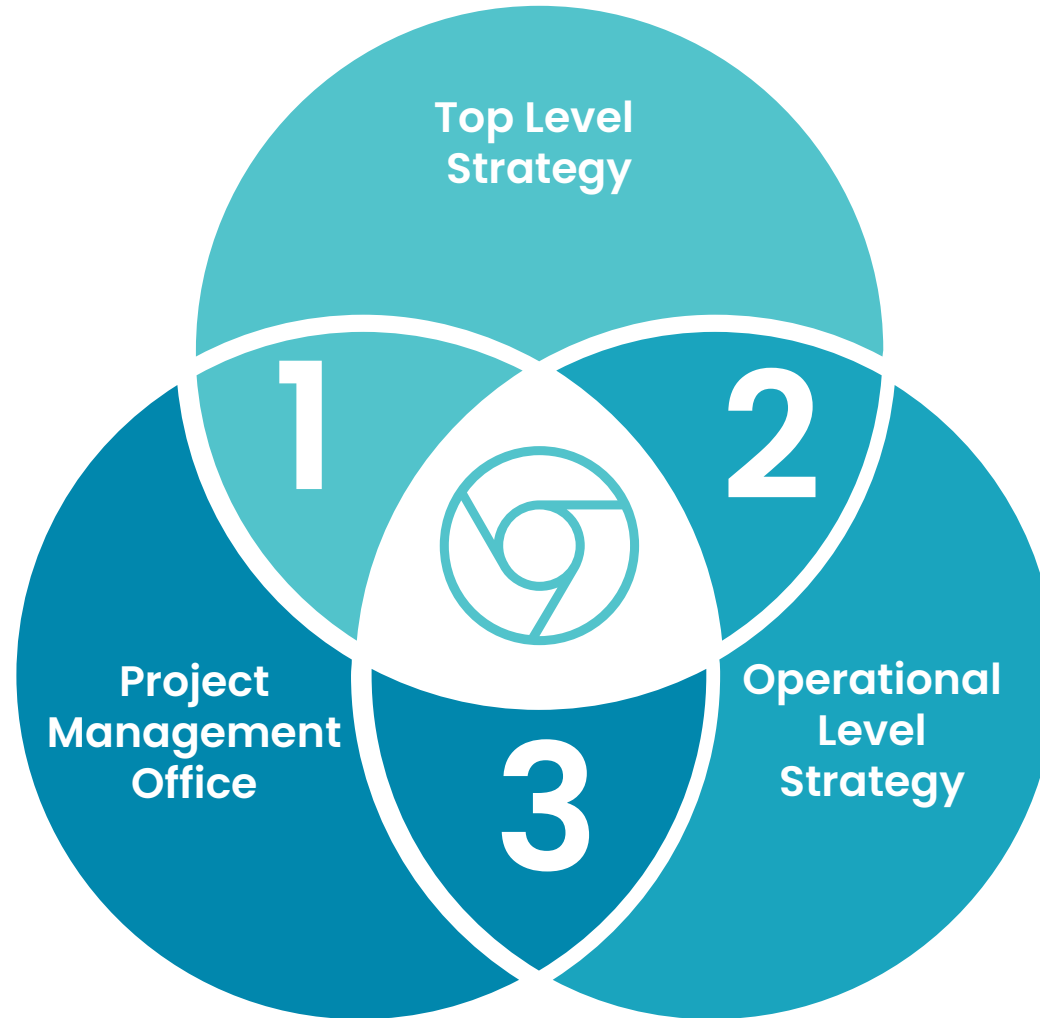 Top Level
Strategy
1
2
Project
Management
Office
Operational
Level
Strategy
3